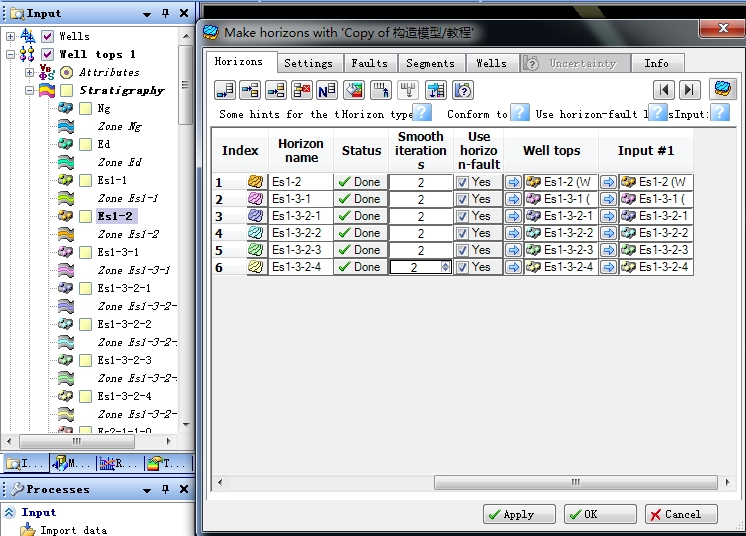 Input
Wells
Well tops 1
Attributes
Stratigraphy
Ng
Zone Ng
Ed
Zone Ed
Es1-1
Zone Es1-1
Es1-2
Zone Es1-2
Es1-3-1
Zone Es1-3-1
Es1-3-2-1
Zone Es1-3-2-
Es1-3-2-2
Zone Es1-3-2-
Es1-3-2-3
Zone Es1-3-2-
Es1-3-2-4
Zone Es1-3-2-
Es2-1-1-0
I... M... R... T...
Processes
Input
Import data
Make horizons with 'Copy of 构造模型/教程'
Horizons Settings Faults Segments Wells Uncertainty Info
Some hints for the t Horizon type Conform to Use horizon-fault l es Input:
Index Horizon name Status Smooth iteration s Use horizo n-fault Well tops Input #1
1 Es1-2 Done 2 Yes Es1-2 (W Es1-2 (W
2 Es1-3-1 Done 2 Yes Es1-3-1 ( Es1-3-1 (
3 Es1-3-2-1 Done 2 Yes Es1-3-2-1 Es1-3-2-1
4 Es1-3-2-2 Done 2 Yes Es1-3-2-2 Es1-3-2-2
5 Es1-3-2-3 Done 2 Yes Es1-3-2-3 Es1-3-2-3
6 Es1-3-2-4 Done 2 Yes Es1-3-2-4 Es1-3-2-4
Apply OK Cancel